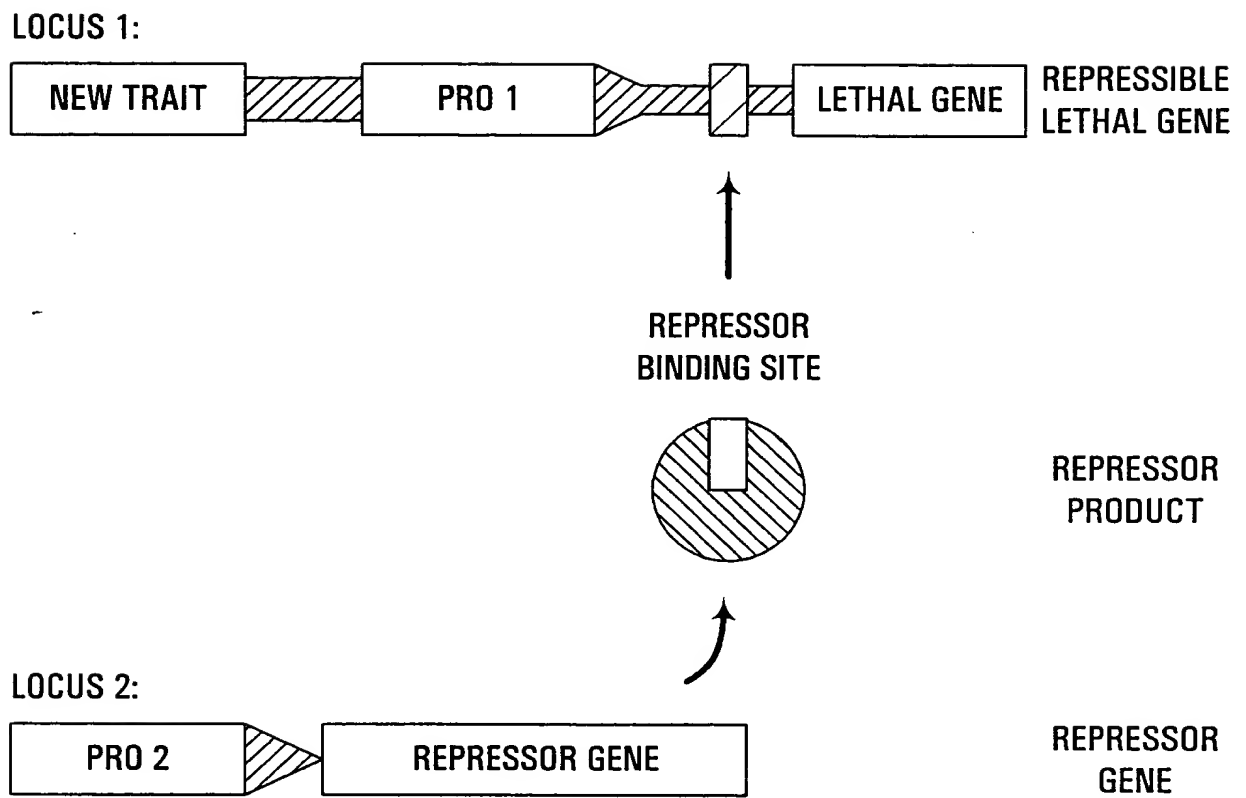 LOCUS 1:
NEW TRAIT
PRO 1
LETHAL GENE
REPRESSIBLE
LETHAL GENE
REPRESSOR
BINDING SITE
REPRESSOR
PRODUCT
LOCUS 2:
PRO 2
REPRESSOR GENE
REPRESSOR
GENE